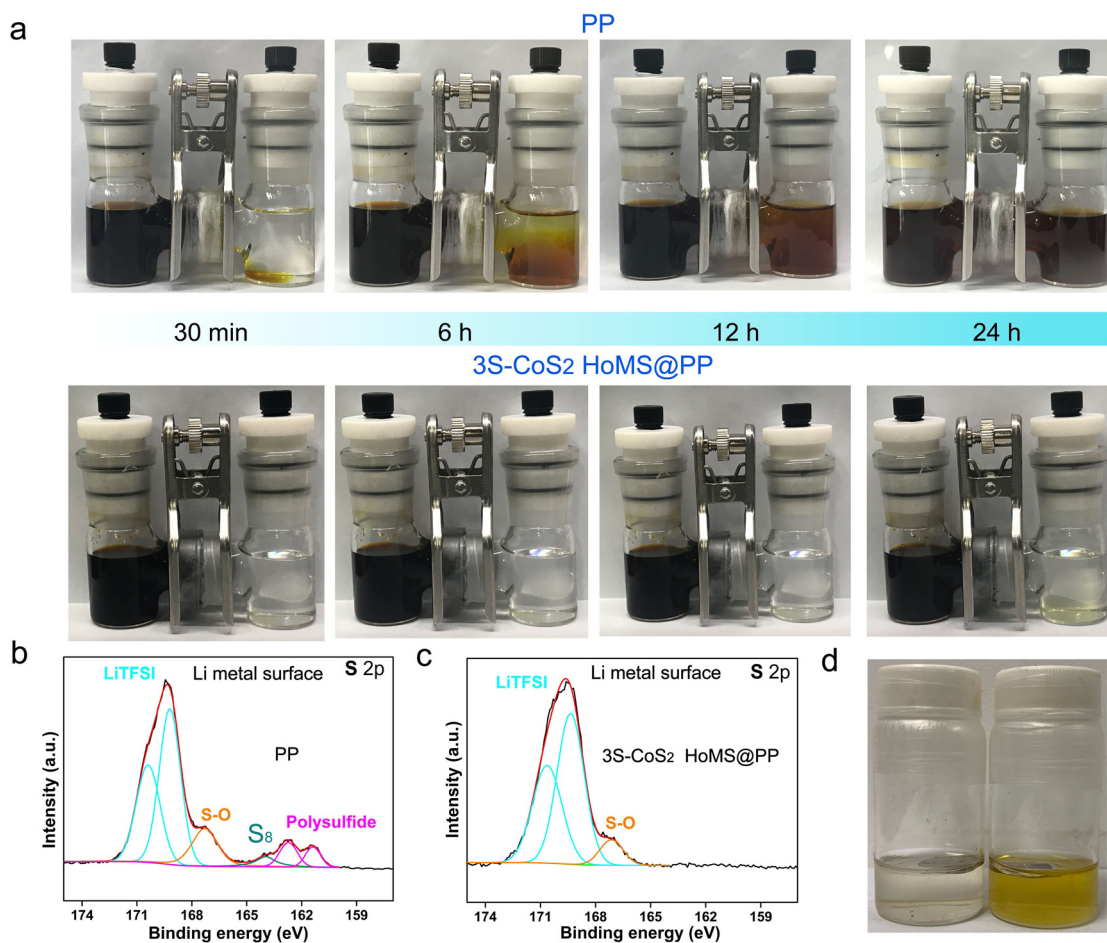 a
PP
30 min 6 h 12 h 24 h
3S-CoS2 HoMS@PP
b
LiTFSI
Li metal surface
S 2p
PP
S-O
S8
Polysulfide
Intensity (a.u.)
174 171 168 165 162 159
Binding energy (eV)
c
LiTFSI
Li metal surface
S 2p
3S-CoS2 HoMS@PP
S-O
Intensity (a.u.)
174 171 168 165 162 159
Binding energy (eV)
d